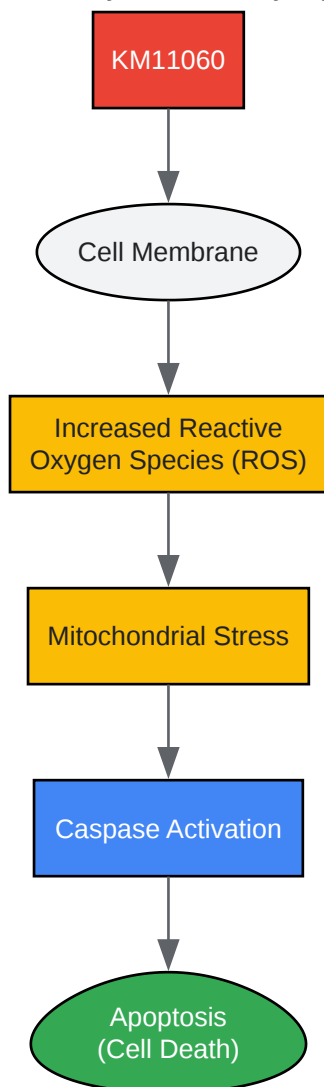 KM11060
Cell Membrane
Increased Reactive
Oxygen Species (ROS)
Mitochondrial Stress
Caspase Activation
Apoptosis
(Cell Death)